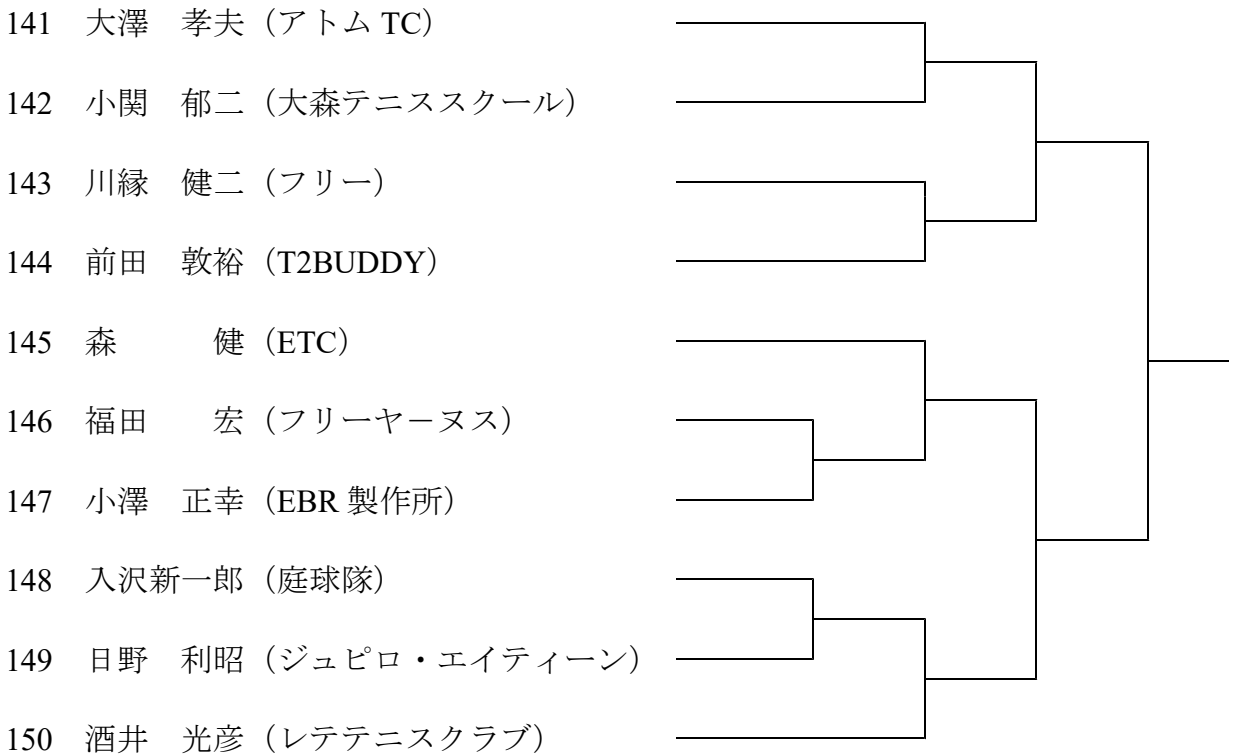 141 大澤 孝夫（アトム TC）
142 小関 郁二（大森テニススクール）
143 川縁 健二（フリー）
144 前田 敦裕（T2BUDDY）
145 森 健（ETC）
146 福田 宏（フリーヤーヌス）
147 小澤 正幸（EBR 製作所）
148 入沢新一郎（庭球隊）
149 日野 利昭（ジュピロ・エイティーン）
150 酒井 光彦（レテテニスクラブ）